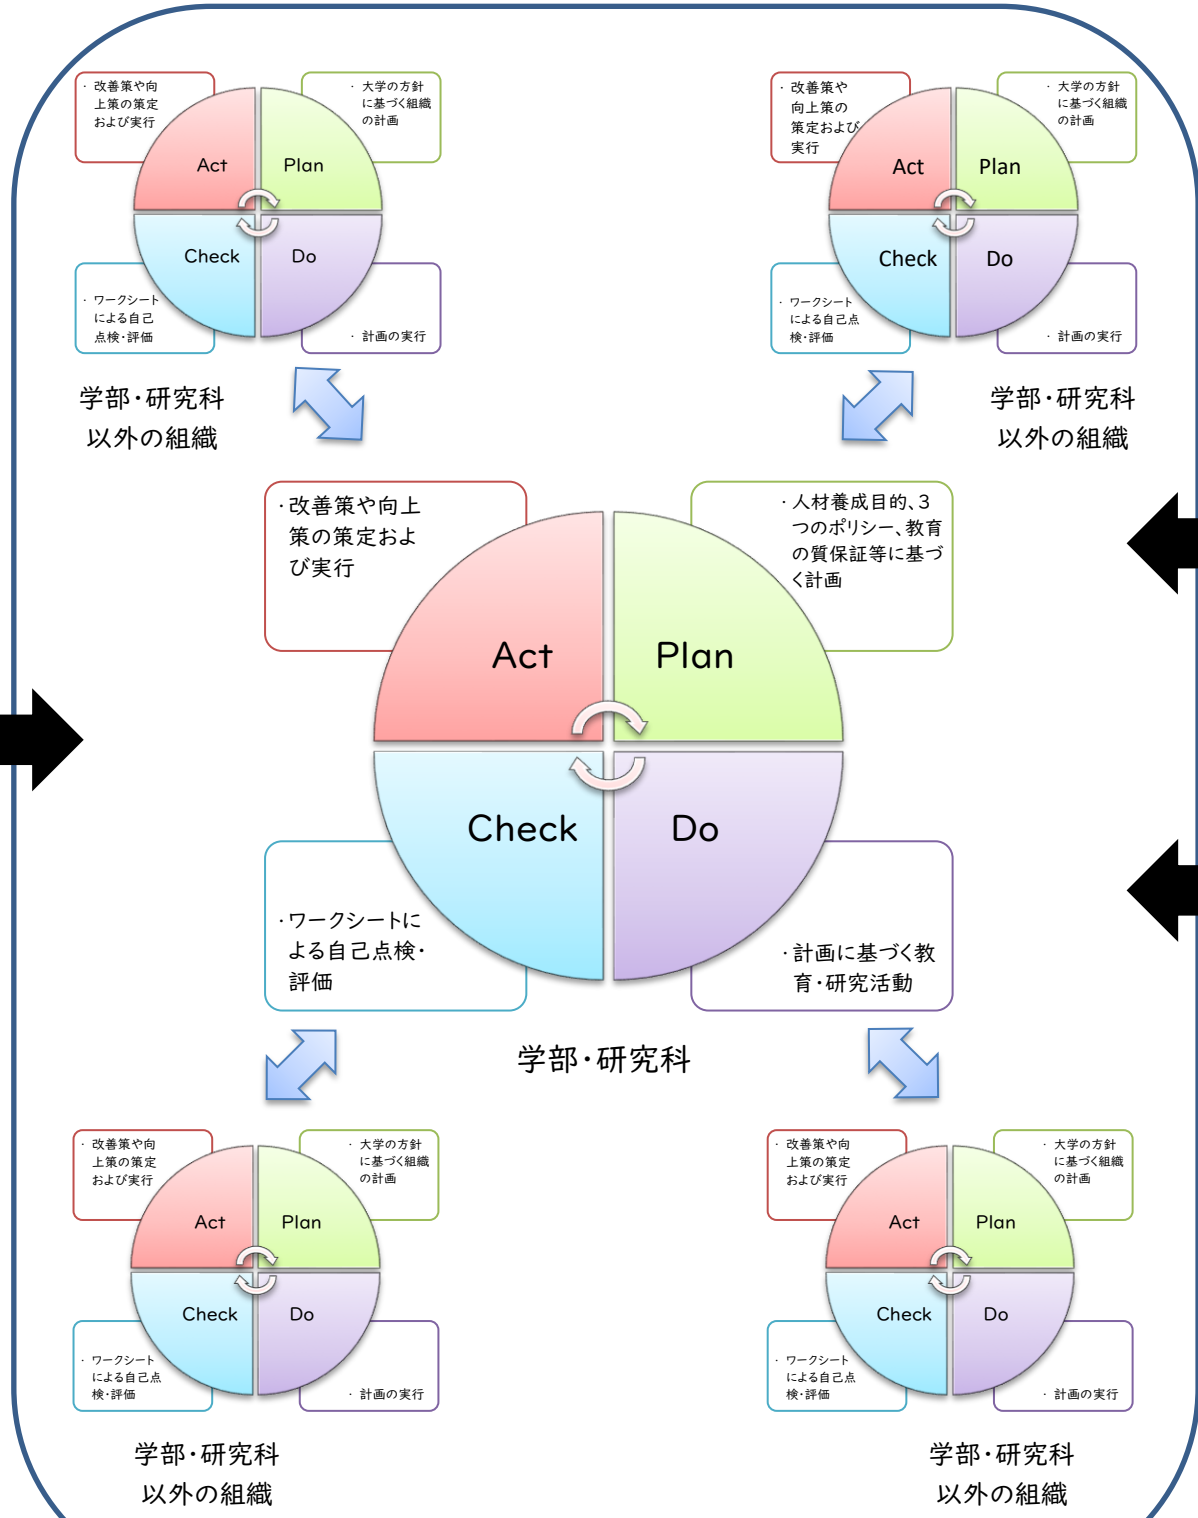 · 改善策や向
上策の策定
および実行
· 大学の方針
に基づく組織
の計画
Act
Plan
Check
Do
· ワークシート
による自己
点検・評価
· 計画の実行
学部・研究科
以外の組織
· 改善策や
向上策の
策定および
実行
· 大学の方針
に基づく組織
の計画
Act
Plan
Check
Do
· ワークシート
による自己点
検・評価
· 計画の実行
学部・研究科
以外の組織
· 改善策や向上
策の策定およ
び実行
· 人材養成目的、3
つのポリシー、教育
の質保証等に基づ
く計画
Act
Plan
Check
Do
· ワークシートに
よる自己点検・
評価
· 計画に基づく教
育・研究活動
学部・研究科
· 改善策や向
上策の策定
および実行
· 大学の方針
に基づく組織
の計画
Act
Plan
Check
Do
· ワークシート
による自己点
検・評価
· 計画の実行
学部・研究科
以外の組織
· 改善策や向
上策の策定
および実行
· 大学の方針
に基づく組織
の計画
Act
Plan
Check
Do
· ワークシート
による自己点
検・評価
· 計画の実行
学部・研究科
以外の組織